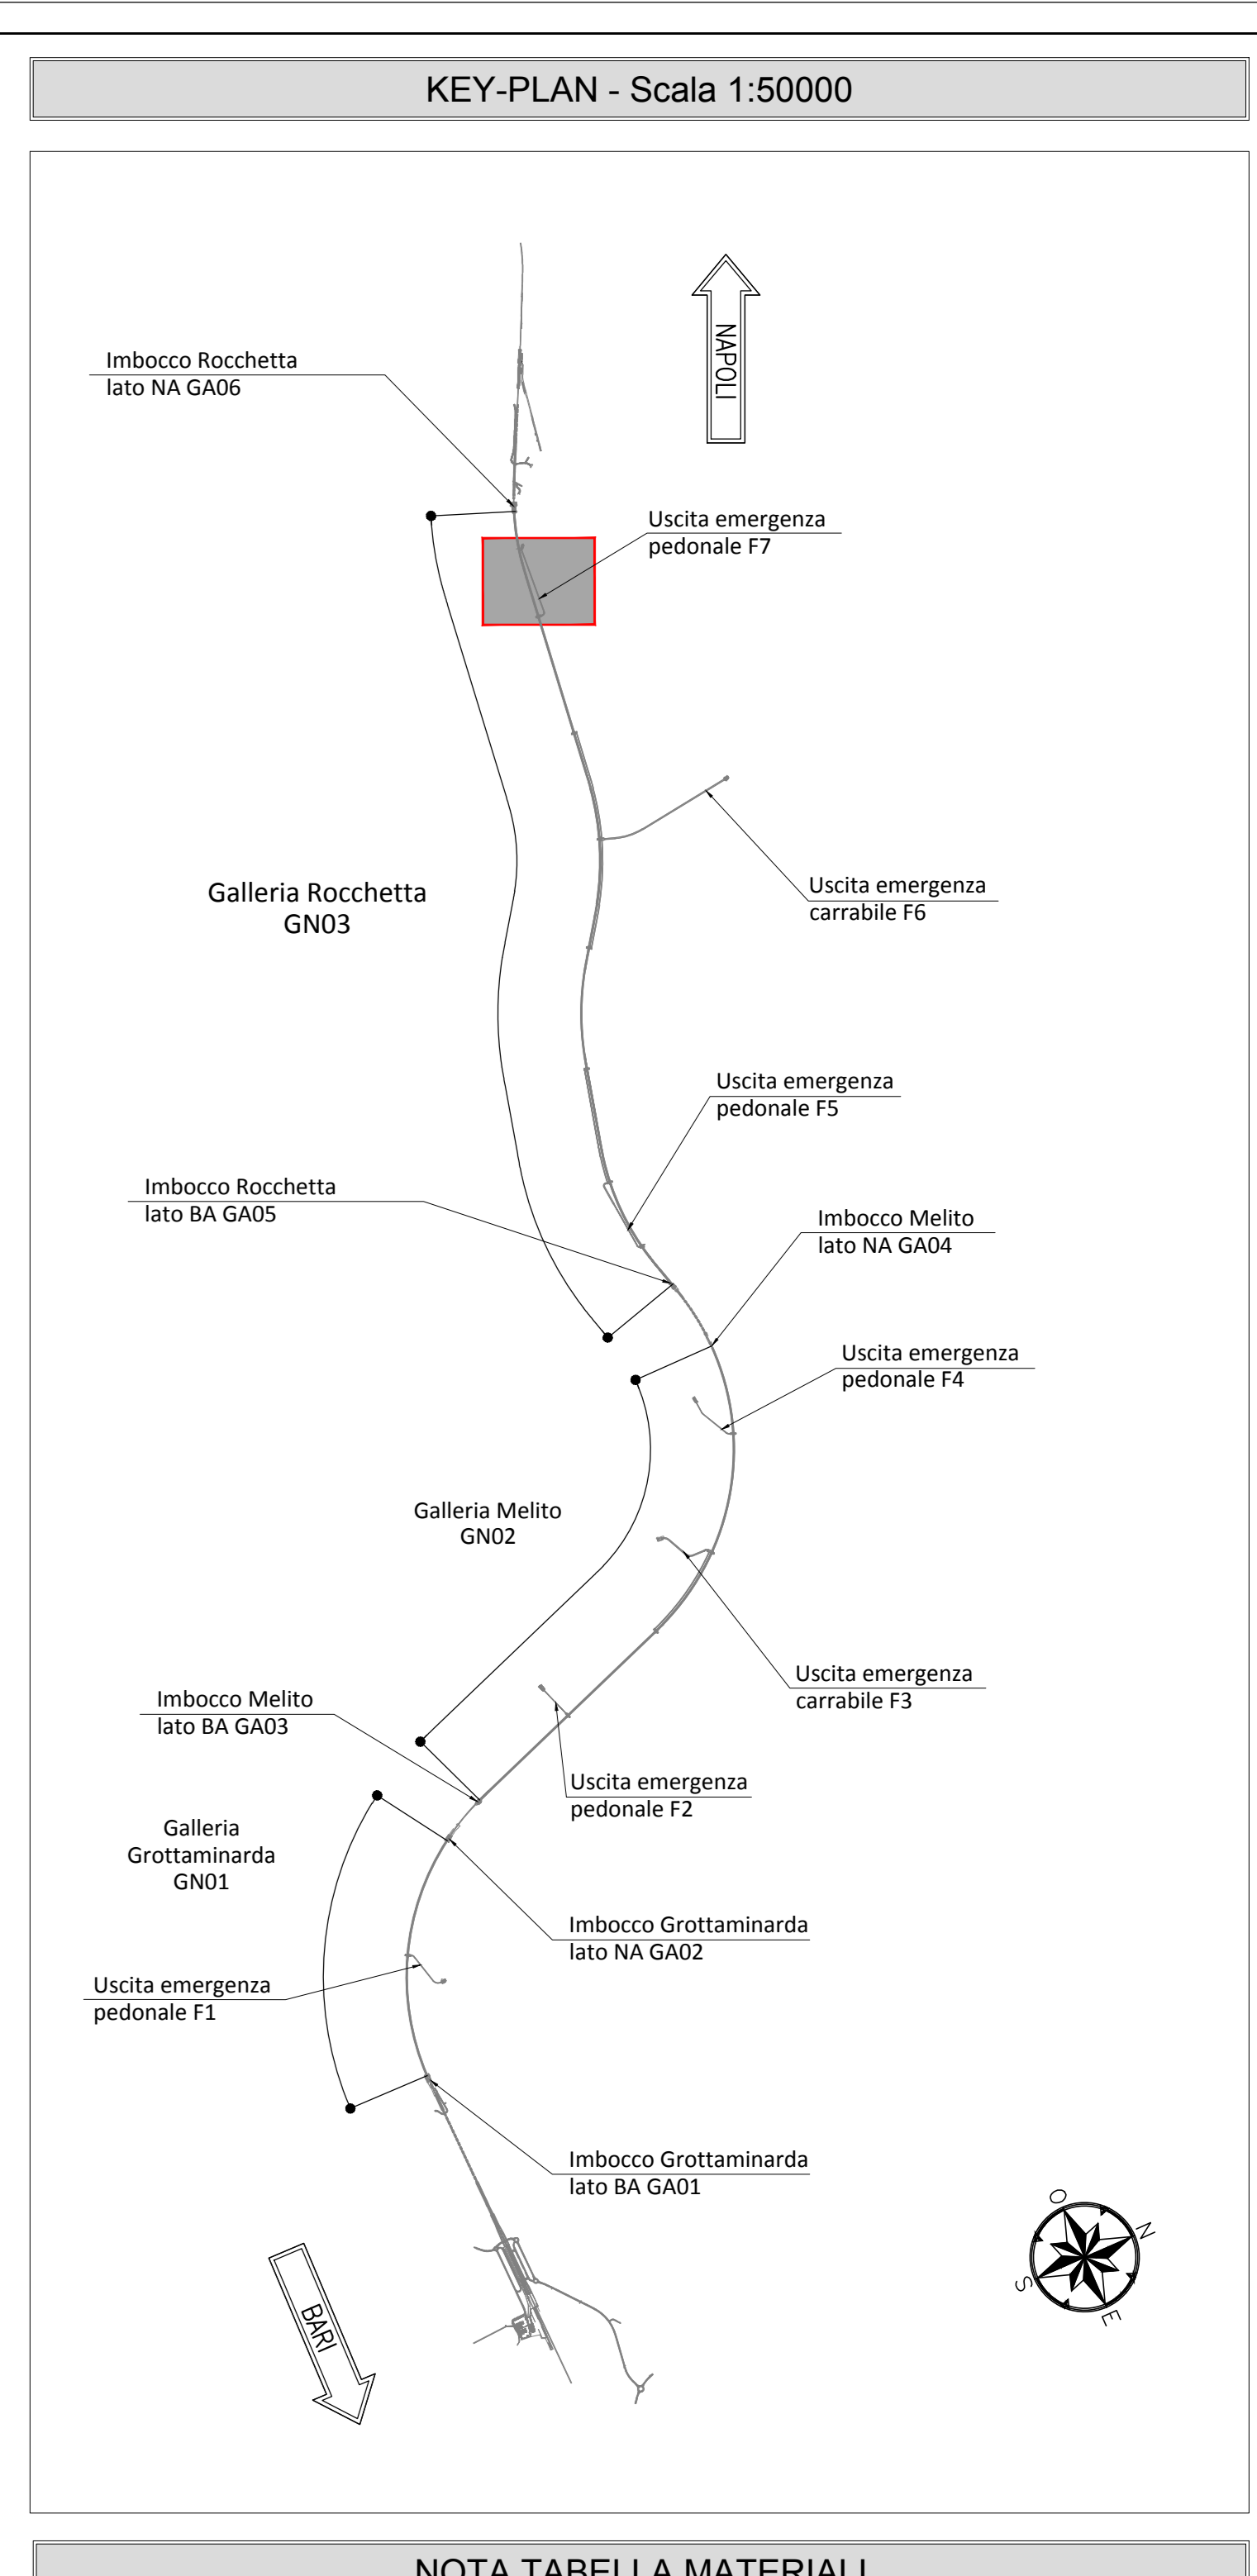 KEY-PLAN - Scala 1:50000
NAPOLI
Imbocco Rocchetta
lato NA GA06
Uscita emergenza
pedonale F7
Uscita emergenza
carrabile F6
Galleria Rocchetta
GN03
Uscita emergenza
pedonale F5
Imbocco Rocchetta
lato BA GA05
Imbocco Melito
lato NA GA04
Uscita emergenza
pedonale F4
Galleria Melito
GN02
Uscita emergenza
carrabile F3
Imbocco Melito
lato BA GA03
Uscita emergenza
pedonale F2
Galleria
Grottaminarda
GN01
Imbocco Grottaminarda
lato NA GA02
Uscita emergenza
pedonale F1
Imbocco Grottaminarda
lato BA GA01
O
N
S
E
BARI
NOTA TABELLA MATERIALI